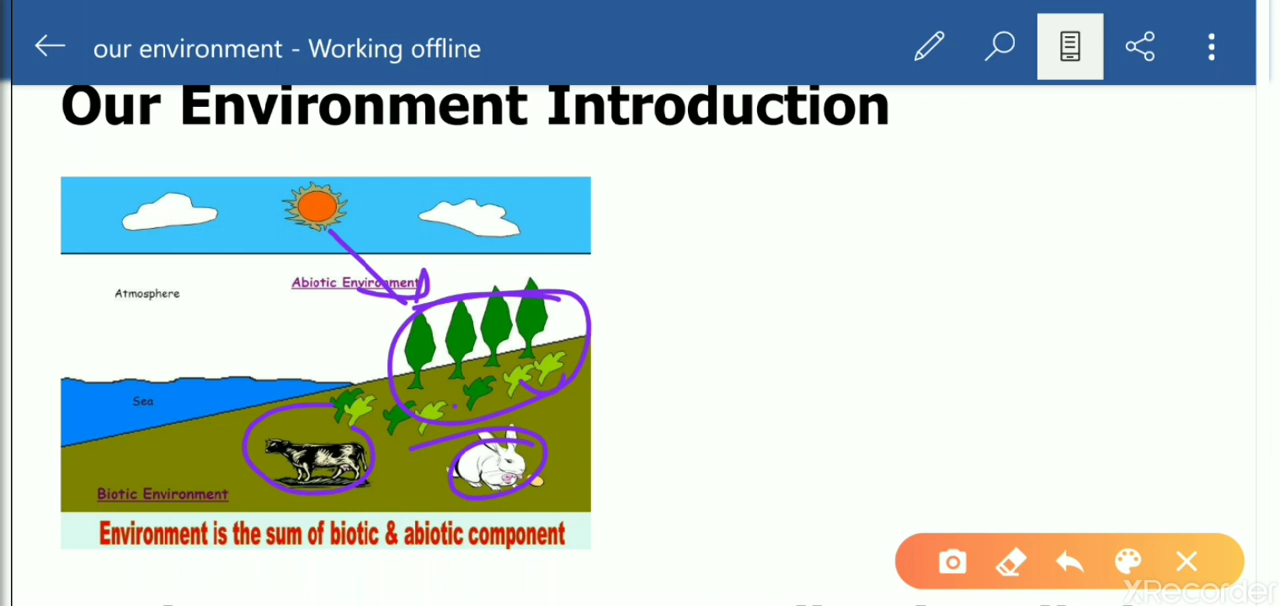 our environment - Working offline
Our Environment Introduction
Atmosphere
Abiotic Environment
Sea
Biotic Environment
Environment is the sum of biotic & abiotic component
XRecorder